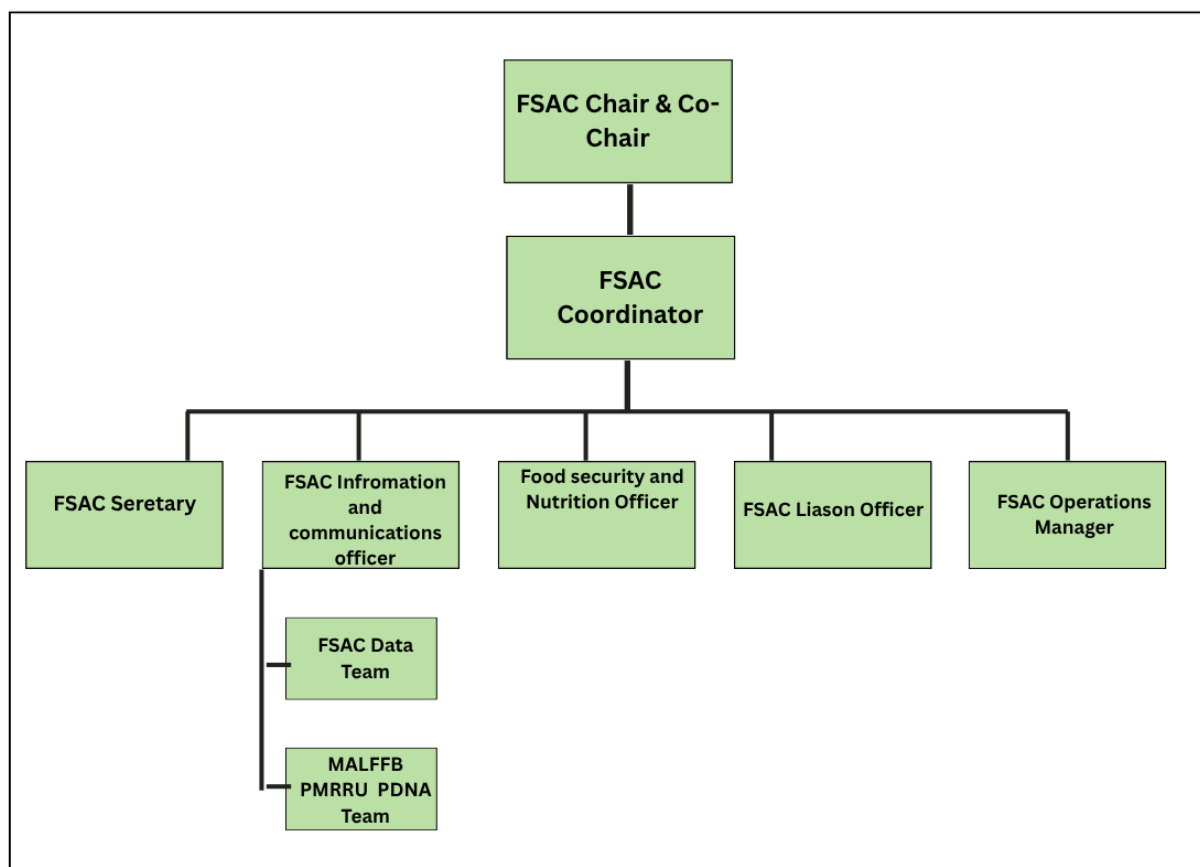 FSAC Chair & Co-
Chair
FSAC
Coordinator
FSAC Seretary
FSAC Infromation
and
communications
officer
Food security and
Nutrition Officer
FSAC Liason Officer
FSAC Operations
Manager
FSAC Data
Team
MALFFB
PMRRU PDNA
Team